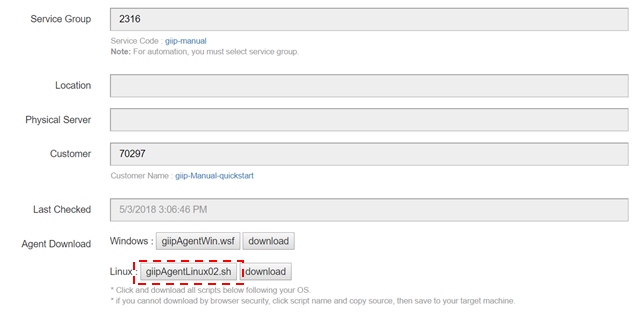 Service Group 2316
Service Code : giip-manual
Note: For automation, you must select service group.
Location
Physical Server
Customer 70297
Customer Name : giip-Manual-quickstart
Last Checked 5/3/2018 3:06:46 PM
Agent Download Windows : giipAgentWin.wsf download
Linux : giipAgentLinux02.sh download
* Click and download all scripts below following your OS.
* if you cannot download by browser security, click script name and copy source, then save to your target machine.